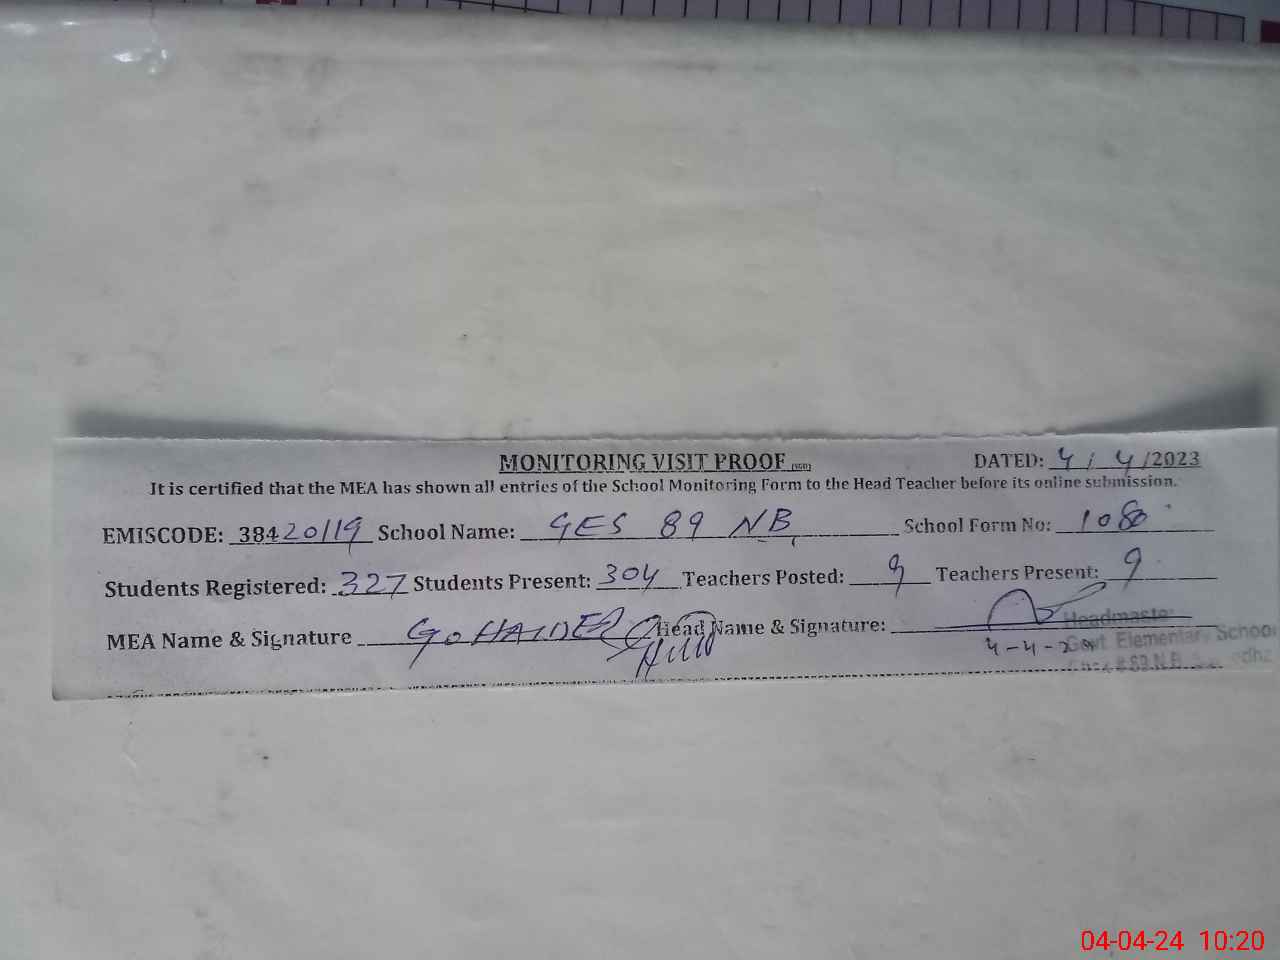 MONITORING VISIT PROOF (SGD) DATED: 4 / 4 /2023
It is certified that the MEA has shown all entries of the School Monitoring Form to the Head Teacher before its online submission.
EMISCODE: 38420119 School Name: GES 89 NB School Form No: 1080
Students Registered: 327 Students Present: 304 Teachers Posted: 9 Teachers Present: 9
MEA Name & Signature G. HAIDER Head Name & Signature:
Headmaster
4-4-20 Govt Elementary School
N.B.
04-04-24 10:20